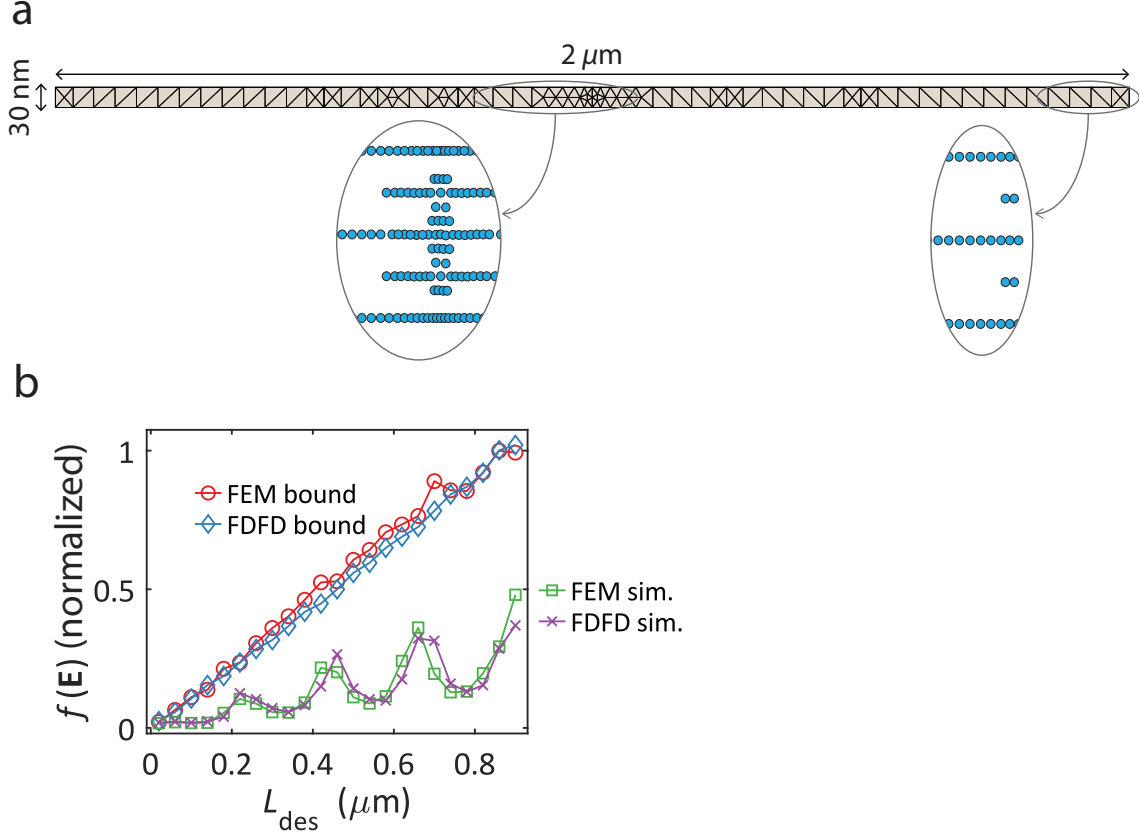 a
2 μm
30 nm
b
f (E) (normalized)
1
0.5
0
FEM bound
FDFD bound
FEM sim.
FDFD sim.
0 0.2 0.4 0.6 0.8
L_des (μm)